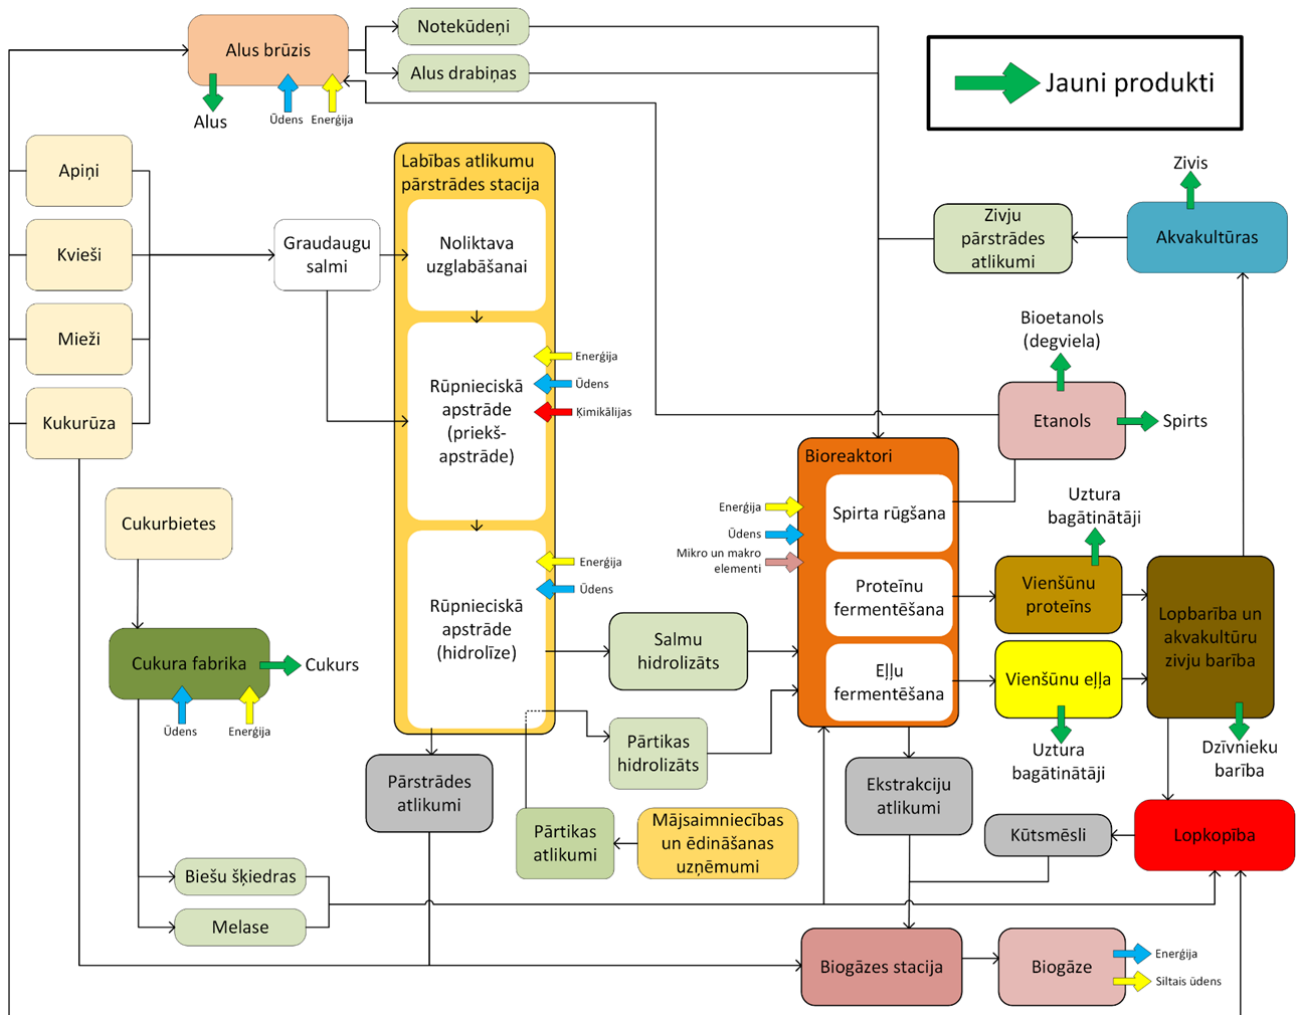 Notekūdeņi
Alus brūzis
Alus drabiņas
Jauni produkti
Alus
Ūdens
Enerģija
Apiņi
Kvieši
Mieži
Kukurūza
Graudaugu
salmi
Labības atlikumu
pārstrādes stacija
Noliktava
uzglabāšanai
Rūpnieciskā
apstrāde
(priekš-
apstrāde)
Enerģija
Ūdens
Ķimikālijas
Rūpnieciskā
apstrāde
(hidrolīze)
Enerģija
Ūdens
Zivis
Akvakultūras
Zivju
pārstrādes
atlikumi
Bioetanols
(degviela)
Etanols
Spirts
Bioreaktori
Spirta rūgšana
Proteīnu
fermentēšana
Eļļu
fermentēšana
Enerģija
Ūdens
Mikro un makro
elementi
Uztura
bagātinātāji
Vienšūnu
proteīns
Vienšūnu eļļa
Uztura
bagātinātāji
Lopbarība un
akvakultūru
zivju barība
Dzīvnieku
barība
Cukurbietes
Cukura fabrika
Cukurs
Ūdens
Enerģija
Salmu
hidrolizāts
Pārtikas
hidrolizāts
Pārstrādes
atlikumi
Pārtikas
atlikumi
Mājsaimniecības
un ēdināšanas
uzņēmumi
Ekstrakciju
atlikumi
Kūtsmēsli
Lopkopība
Biešu šķiedras
Melase
Biogāzes stacija
Biogāze
Enerģija
Siltais ūdens